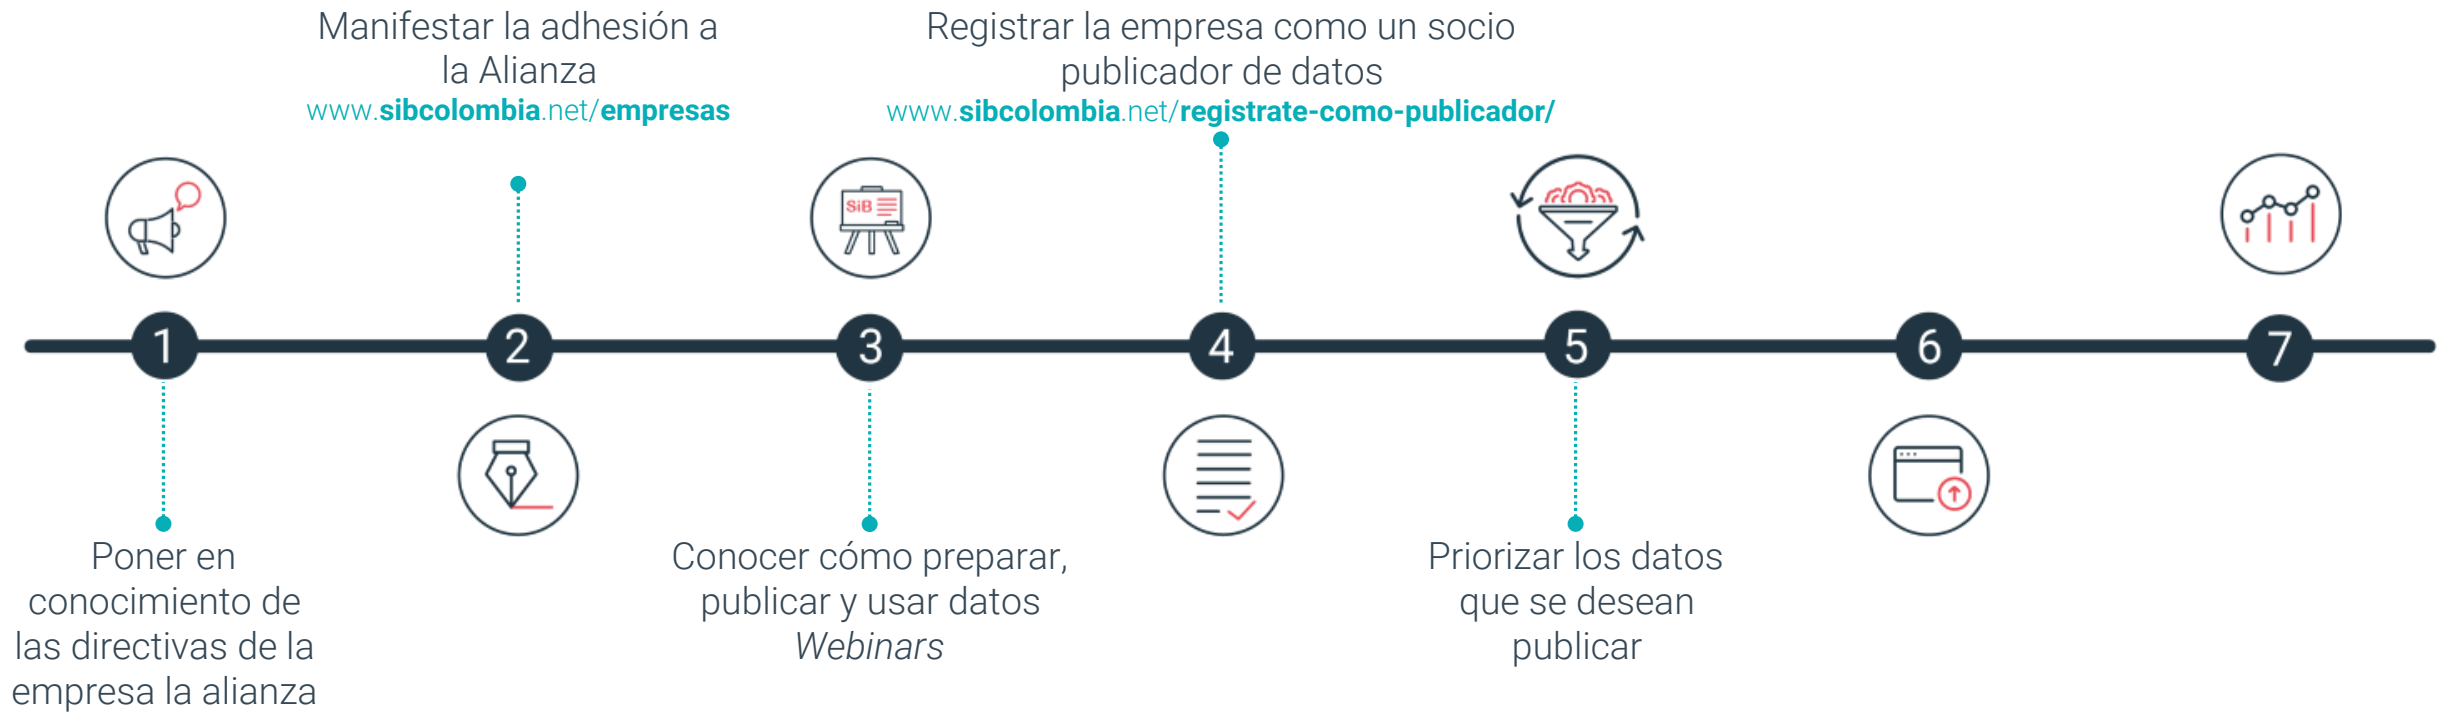 Manifestar la adhesión a
la Alianza
www.sibcolombia.net/empresas
Registrar la empresa como un socio
publicador de datos
www.sibcolombia.net/registrate-como-publicador/
SiB
1
2
3
4
5
6
7
Poner en
conocimiento de
las directivas de la
empresa la alianza
Conocer cómo preparar,
publicar y usar datos
Webinars
Priorizar los datos
que se desean
publicar